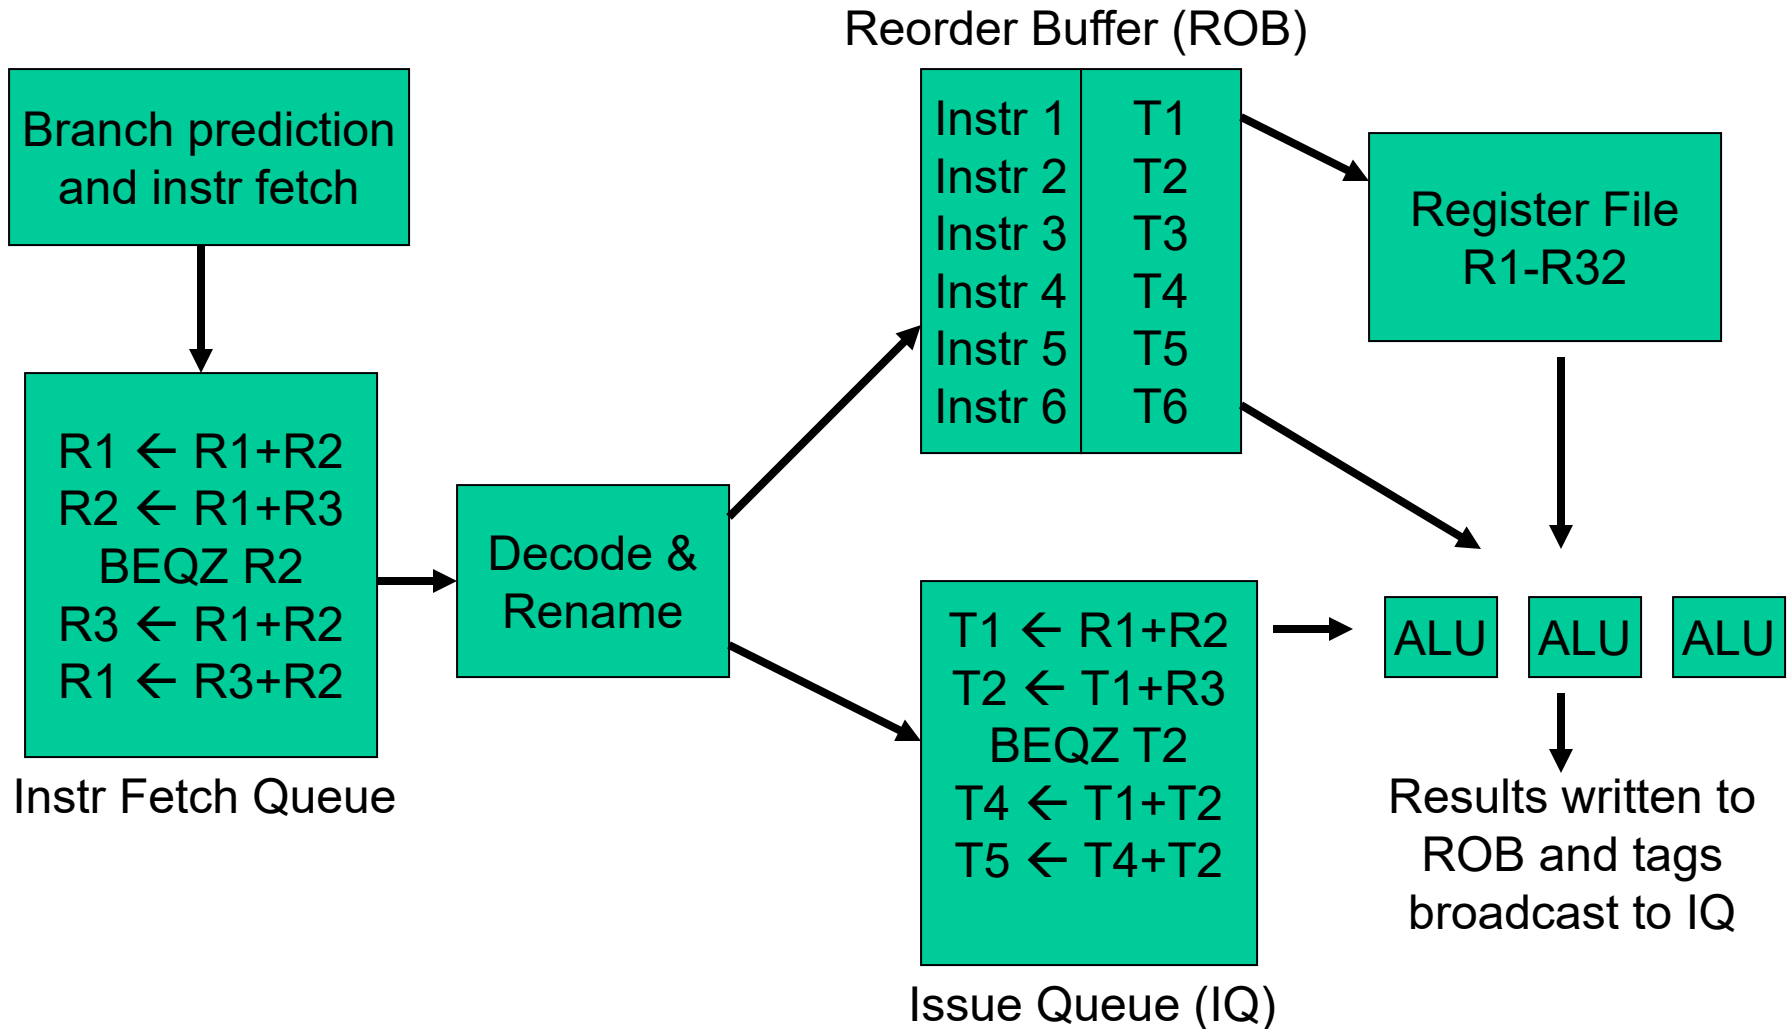 Reorder Buffer (ROB)
Branch prediction
and instr fetch
Instr 1 T1
Instr 2 T2
Instr 3 T3
Instr 4 T4
Instr 5 T5
Instr 6 T6
Register File
R1-R32
R1 ← R1+R2
R2 ← R1+R3
BEQZ R2
R3 ← R1+R2
R1 ← R3+R2
Instr Fetch Queue
Decode &
Rename
T1 ← R1+R2
T2 ← T1+R3
BEQZ T2
T4 ← T1+T2
T5 ← T4+T2
Issue Queue (IQ)
ALU ALU ALU
Results written to
ROB and tags
broadcast to IQ